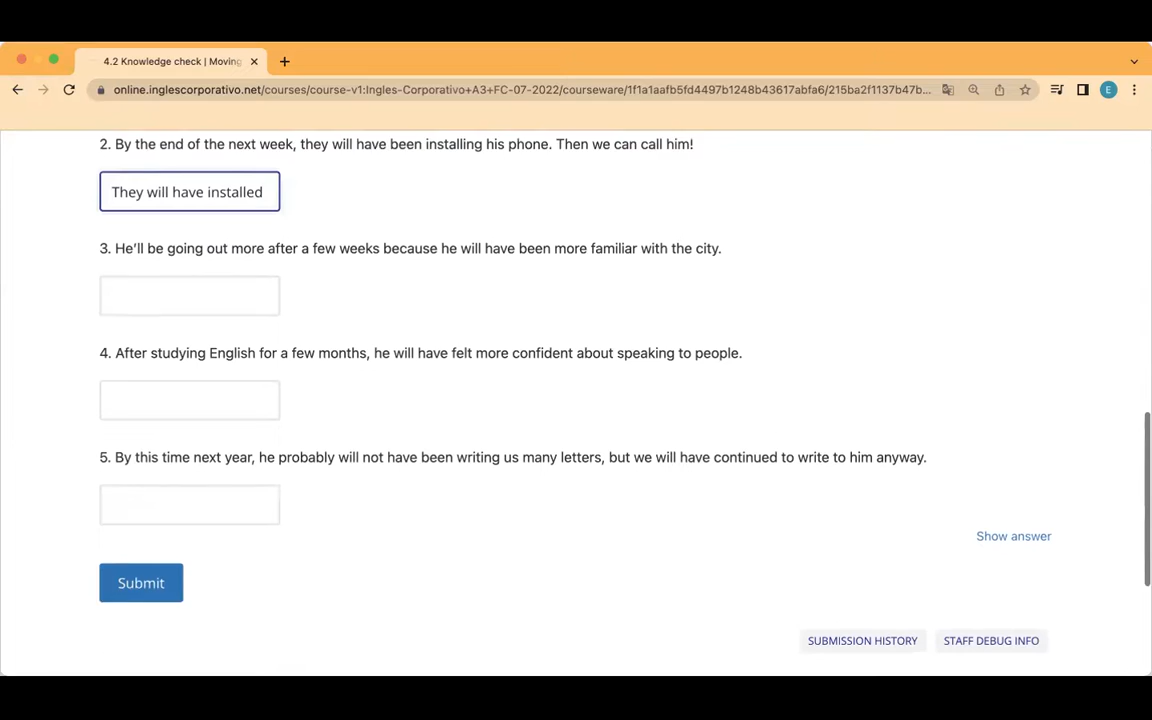 4.2 Knowledge check | Moving
online.inglescorporativo.net/courses/course-v1:Ingles-Corporativo+A3+FC-07-2022/courseware/1f1a1aafb5fd4497b1248b43617abfa6/215ba2f1137b47b...
E
2. By the end of the next week, they will have been installing his phone. Then we can call him!
They will have installed
3. He’ll be going out more after a few weeks because he will have been more familiar with the city.
4. After studying English for a few months, he will have felt more confident about speaking to people.
5. By this time next year, he probably will not have been writing us many letters, but we will have continued to write to him anyway.
Show answer
Submit
SUBMISSION HISTORY STAFF DEBUG INFO